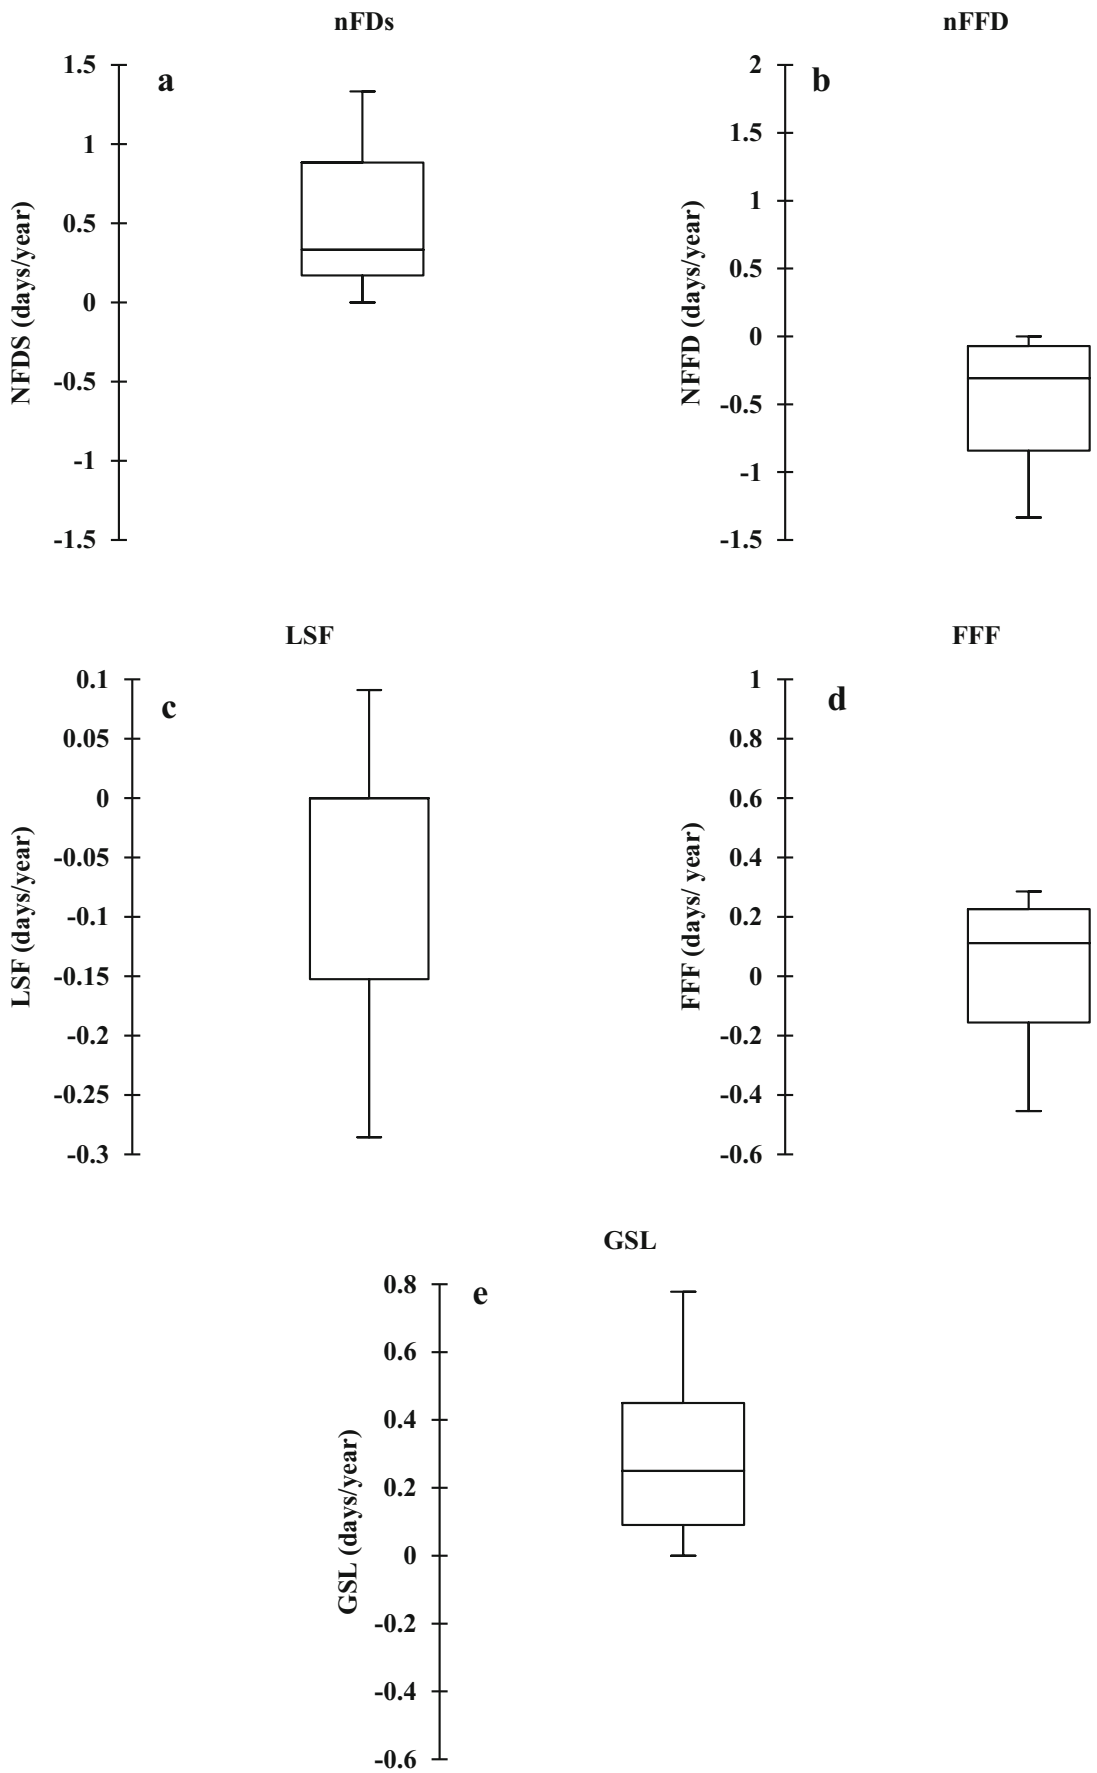 nFDs
a
NFDS (days/year)
1.5
1
0.5
0
-0.5
-1
-1.5
nFFD
b
NFFD (days/year)
2
1.5
1
0.5
0
-0.5
-1
-1.5
LSF
c
LSF (days/year)
0.1
0.05
0
-0.05
-0.1
-0.15
-0.2
-0.25
-0.3
FFF
d
FFF (days/ year)
1
0.8
0.6
0.4
0.2
0
-0.2
-0.4
-0.6
GSL
e
GSL (days/year)
0.8
0.6
0.4
0.2
0
-0.2
-0.4
-0.6